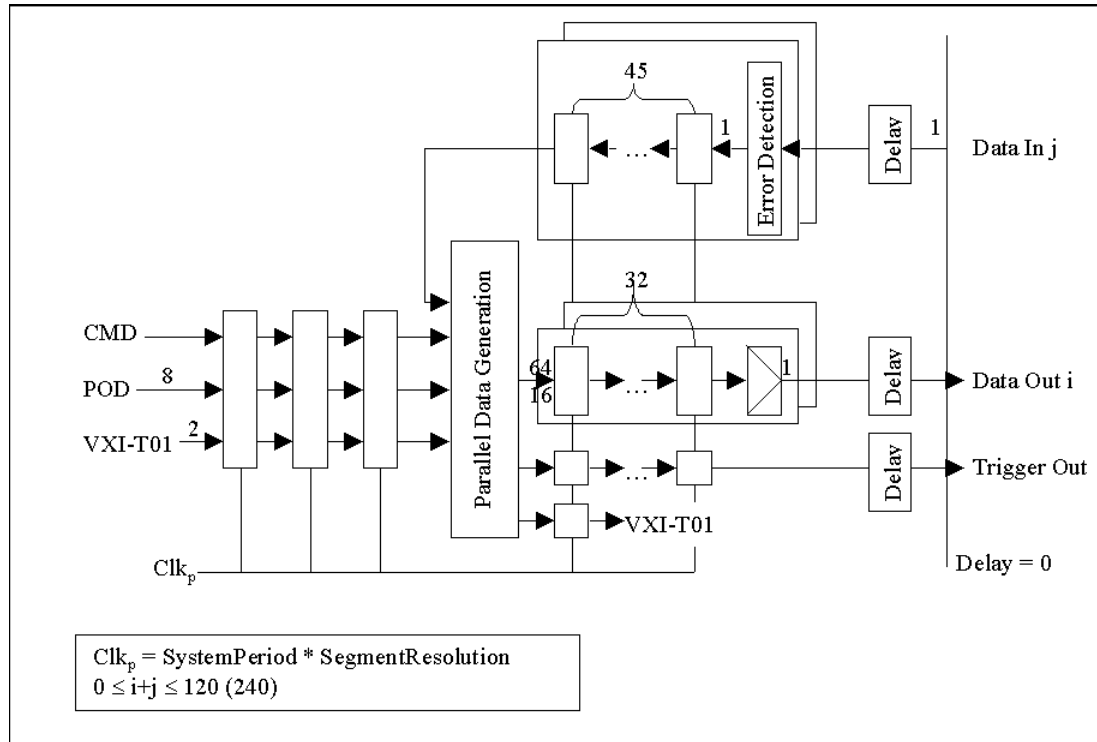 45
1
Error Detection
Delay
1
Data In j
...
Parallel Data Generation
32
CMD
POD
8
VXI-T01
2
64
16
...
1
Delay
Data Out i
...
Delay
Trigger Out
VXI-T01
Clkp
Delay = 0
Clkp = SystemPeriod * SegmentResolution
0 ≤ i+j ≤ 120 (240)